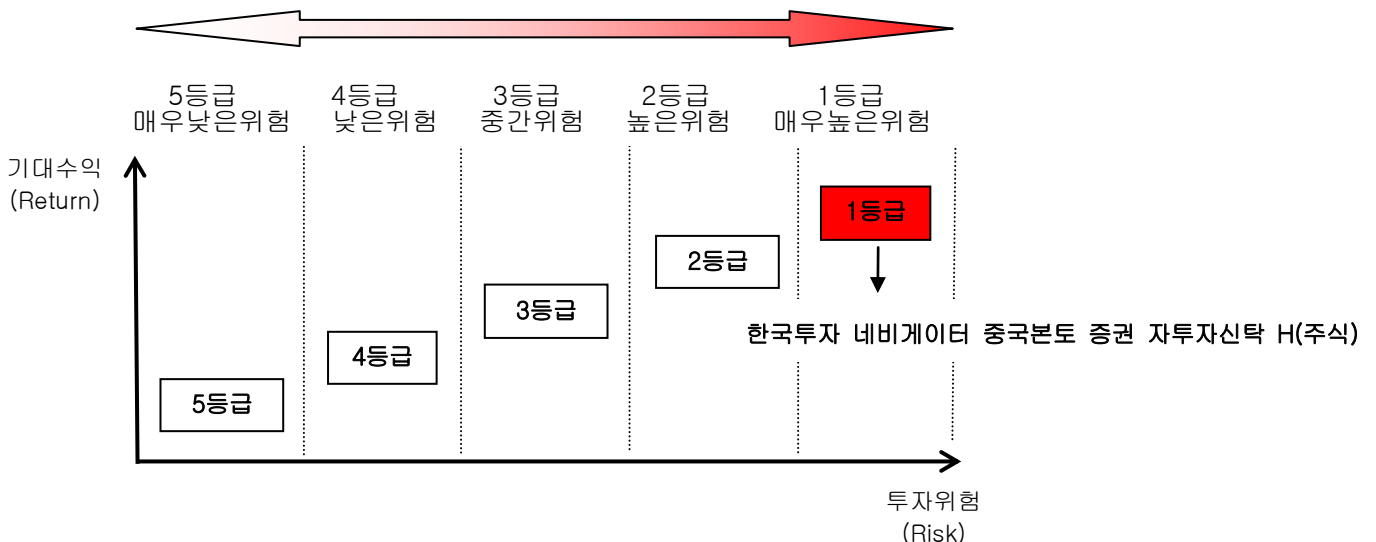 5등급
매우낮은위험
4등급
낮은위험
3등급
중간위험
2등급
높은위험
1등급
매우높은위험
기대수익
(Return)
1등급
2등급
3등급
한국투자 네비게이터 중국본토 증권 자투자신탁 H(주식)
4등급
5등급
투자위험
(Risk)